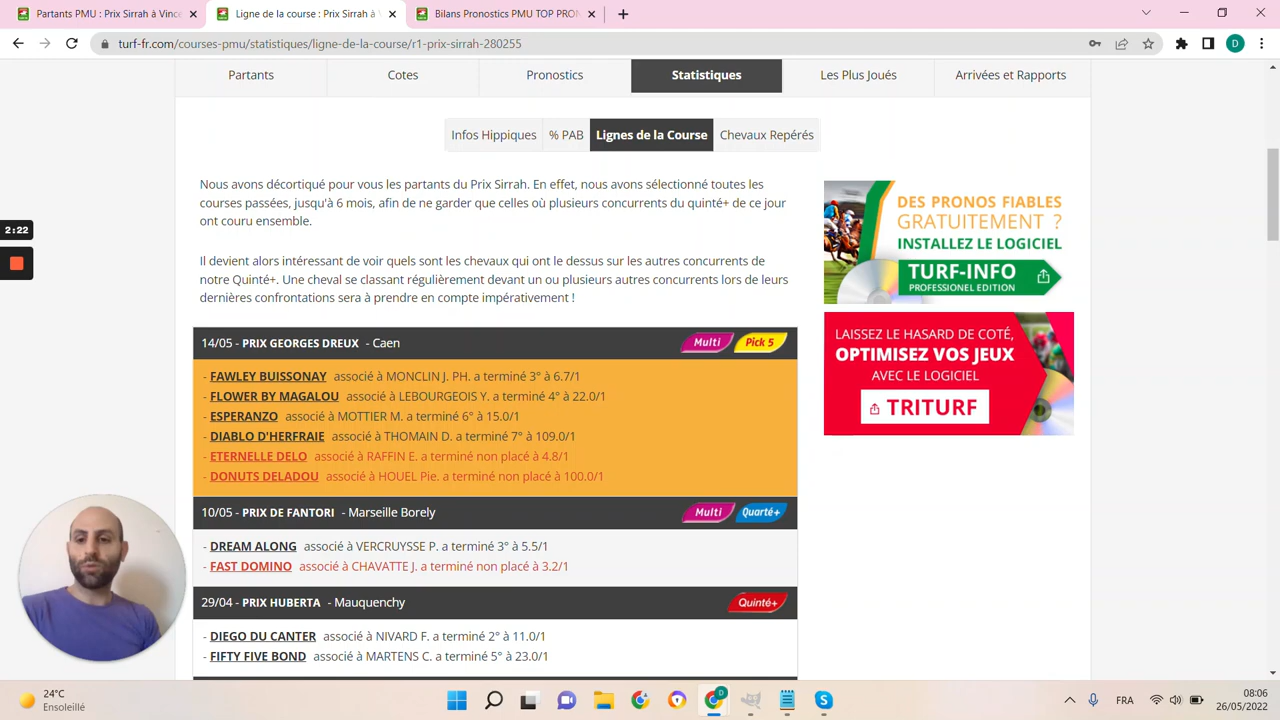 Partants PMU : Prix Sirrah à Vince
Ligne de la course : Prix Sirrah à V
Bilans Pronostics PMU TOP PRON
turf-fr.com/courses-pmu/statistiques/ligne-de-la-course/r1-prix-sirrah-280255
D
Partants
Cotes
Pronostics
Statistiques
Les Plus Joués
Arrivées et Rapports
Infos Hippiques
% PAB
Lignes de la Course
Chevaux Repérés
Nous avons décortiqué pour vous les partants du Prix Sirrah. En effet, nous avons sélectionné toutes les
courses passées, jusqu'à 6 mois, afin de ne garder que celles où plusieurs concurrents du quinté+ de ce jour
ont couru ensemble.
Il devient alors intéressant de voir quels sont les chevaux qui ont le dessus sur les autres concurrents de
notre Quinté+. Un cheval se classant régulièrement devant un ou plusieurs autres concurrents lors de leurs
dernières confrontations sera à prendre en compte impérativement !
DES PRONOS FIABLES
GRATUITEMENT ?
INSTALLEZ LE LOGICIEL
TURF-INFO
PROFESSIONEL EDITION
LAISSEZ LE HASARD DE COTÉ,
OPTIMISEZ VOS JEUX
AVEC LE LOGICIEL
TRITURF
2:22
14/05 - PRIX GEORGES DREUX - Caen Multi Pick 5
- FAWLEY BUISSONAY associé à MONCLIN J. PH. a terminé 3° à 6.7/1
- FLOWER BY MAGALOU associé à LEBOURGEOIS Y. a terminé 4° à 22.0/1
- ESPERANZO associé à MOTTIER M. a terminé 6° à 15.0/1
- DIABLO D'HERFRAIE associé à THOMAIN D. a terminé 7° à 109.0/1
- ETERNELLE DELO associé à RAFFIN E. a terminé non placé à 4.8/1
- DONUTS DELADOU associé à HOUEL Pie. a terminé non placé à 100.0/1
10/05 - PRIX DE FANTORI - Marseille Borely Multi Quarté+
- DREAM ALONG associé à VERCRUYSSE P. a terminé 3° à 5.5/1
- FAST DOMINO associé à CHAVATTE J. a terminé non placé à 3.2/1
29/04 - PRIX HUBERTA - Mauquenchy Quinté+
- DIEGO DU CANTER associé à NIVARD F. a terminé 2° à 11.0/1
- FIFTY FIVE BOND associé à MARTENS C. a terminé 5° à 23.0/1
24°C
Ensoleillé
D
S
FRA
08:06
26/05/2022